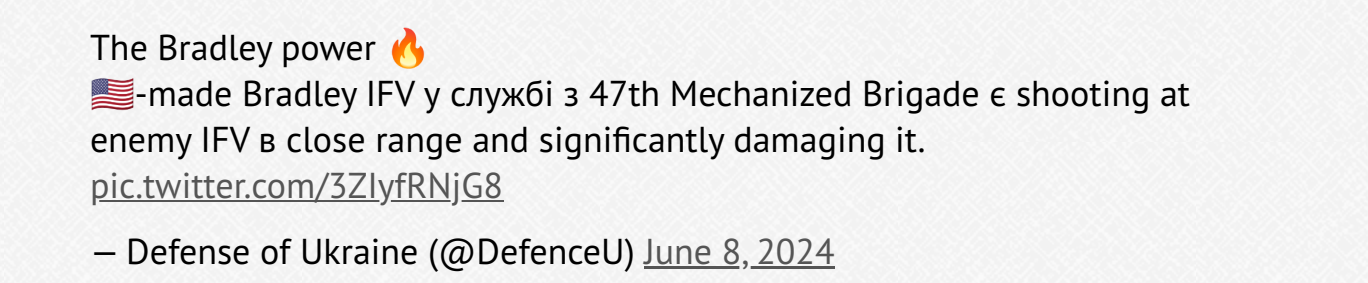 The Bradley power 🔥
🇺🇸-made Bradley IFV у службі з 47th Mechanized Brigade є shooting at
enemy IFV в close range and significantly damaging it.
pic.twitter.com/3ZIyfRNjG8
— Defense of Ukraine (@DefenceU) June 8, 2024